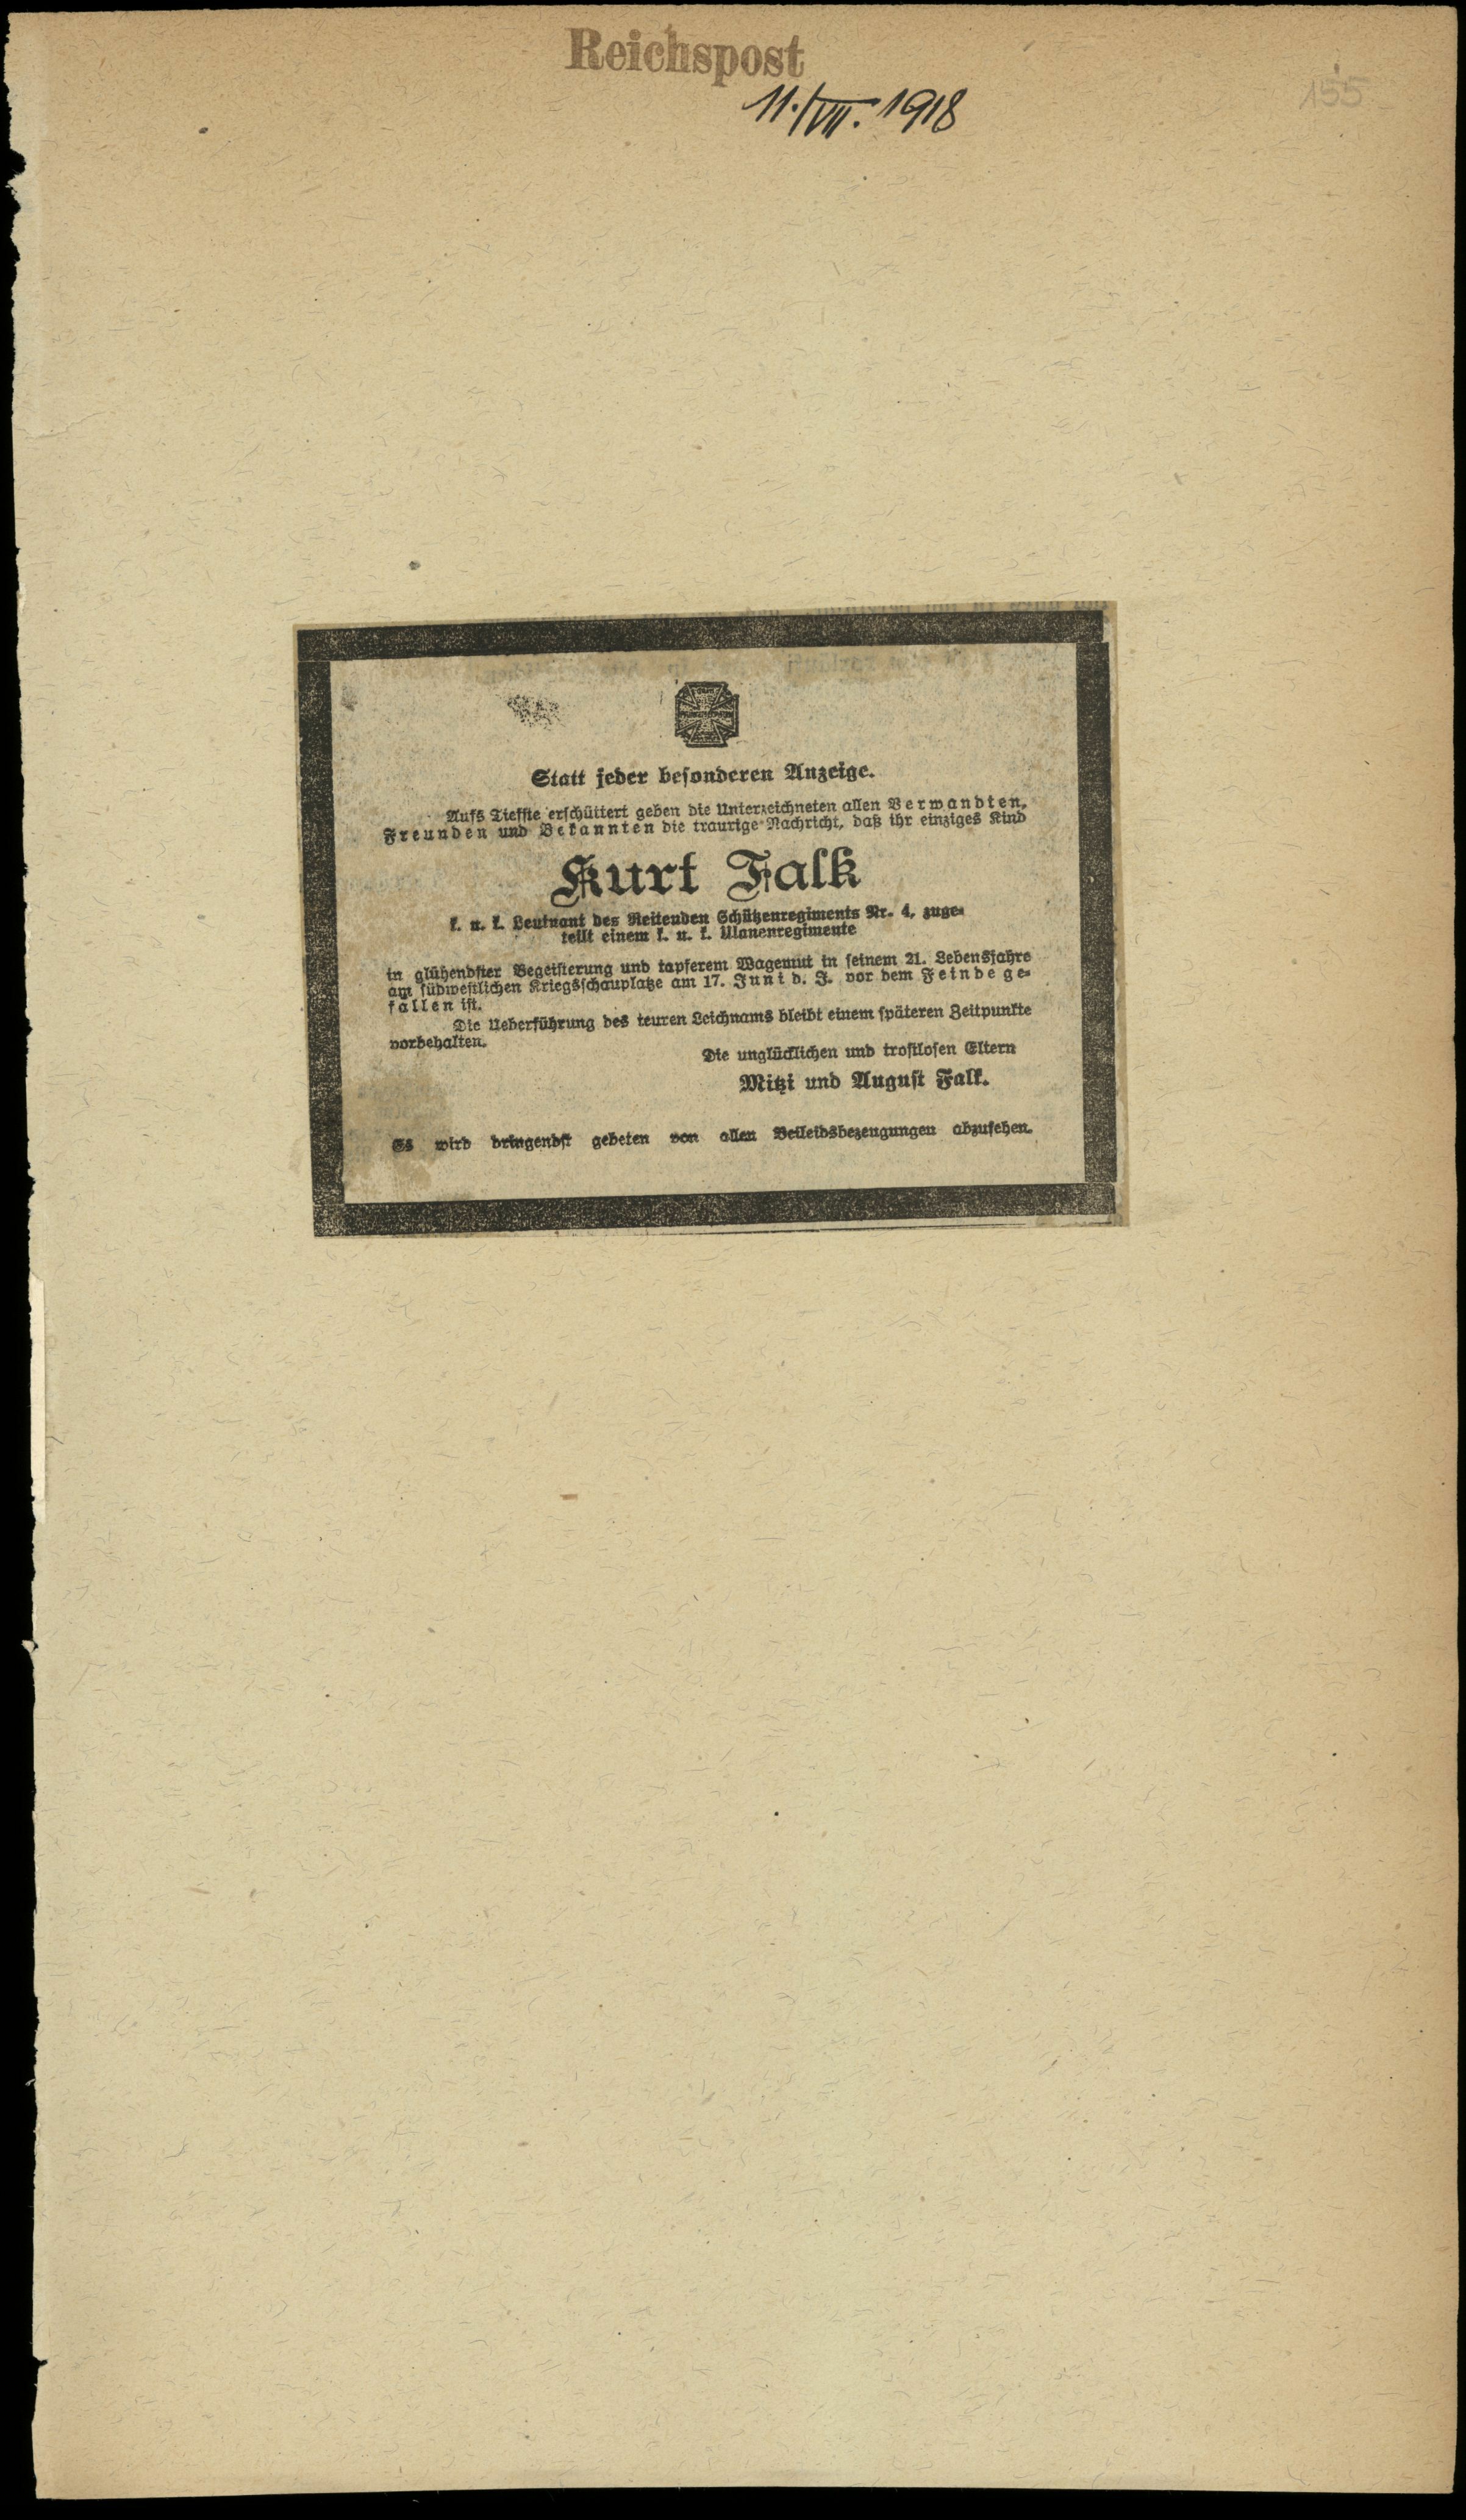 Reichspost
11./VII. 1918
155
Statt jeder besonderen Anzeige.
Aufs Tiefste erschüttert geben die Unterzeichneten allen Verwandten,
Freunden und Bekannten die traurige Nachricht, daß ihr einziges Kind
Kurt Falk
k. u. k. Leutnant des Reitenden Schützenregiments Nr. 4, zuge-
teilt einem k. u. k. Ulanenregimente
in glühendster Begeisterung und tapferem Wagemut in seinem 21. Lebensjahre
am südwestlichen Kriegsschauplatze am 17. Juni d. J. vor dem Feinde ge-
fallen ist.
Die Ueberführung des teuren Leichnams bleibt einem späteren Zeitpunkte
vorbehalten.
Die unglücklichen und trostlosen Eltern
Mitzi und August Falk.
Es wird dringendst gebeten von allen Beileidsbezeugungen abzusehen.